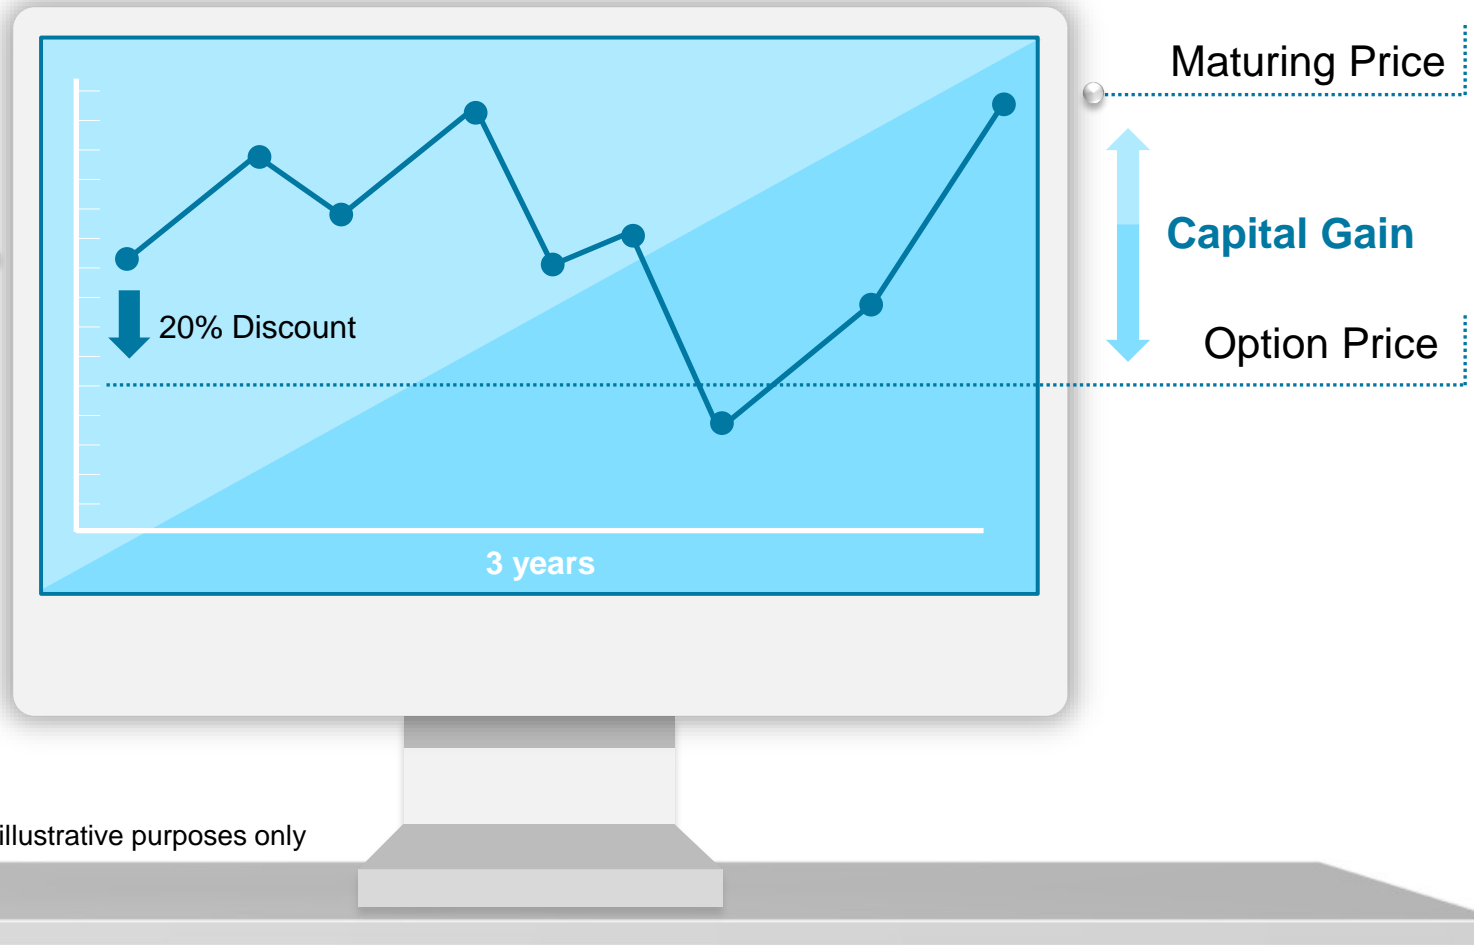 Maturing Price
Capital Gain
20% Discount
Option Price
3 years
illustrative purposes only